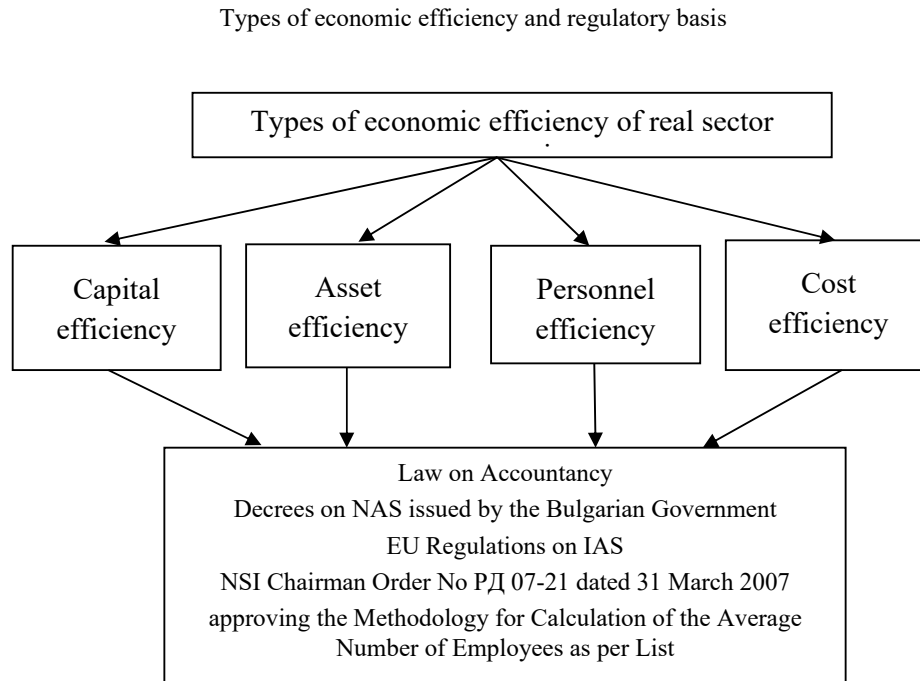 Types of economic efficiency and regulatory basis
Types of economic efficiency of real sector
.
Capital
efficiency
Asset
efficiency
Personnel
efficiency
Cost
efficiency
Law on Accountancy
Decrees on NAS issued by the Bulgarian Government
EU Regulations on IAS
NSI Chairman Order No РД 07-21 dated 31 March 2007
approving the Methodology for Calculation of the Average
Number of Employees as per List